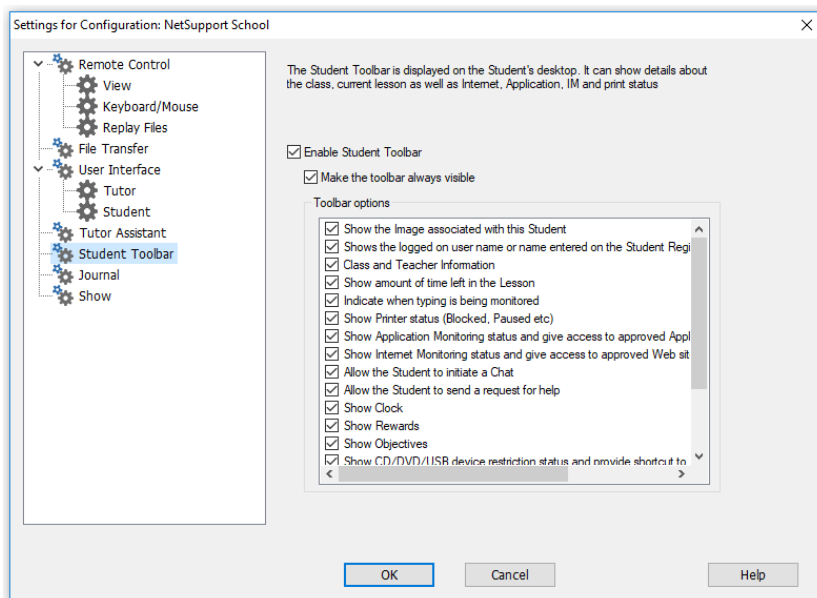 Settings for Configuration: NetSupport School
Remote Control
View
Keyboard/Mouse
Replay Files
File Transfer
User Interface
Tutor
Student
Tutor Assistant
Student Toolbar
Journal
Show
The Student Toolbar is displayed on the Student's desktop. It can show details about
the class, current lesson as well as Internet, Application, IM and print status
Enable Student Toolbar
Make the toolbar always visible
Toolbar options
Show the Image associated with this Student
Shows the logged on user name or name entered on the Student Regi
Class and Teacher Information
Show amount of time left in the Lesson
Indicate when typing is being monitored
Show Printer status (Blocked, Paused etc)
Show Application Monitoring status and give access to approved Appl
Show Internet Monitoring status and give access to approved Web sit
Allow the Student to initiate a Chat
Allow the Student to send a request for help
Show Clock
Show Rewards
Show Objectives
Show CD/DVD/USB device restriction status and provide shortcut to
OK
Cancel
Help